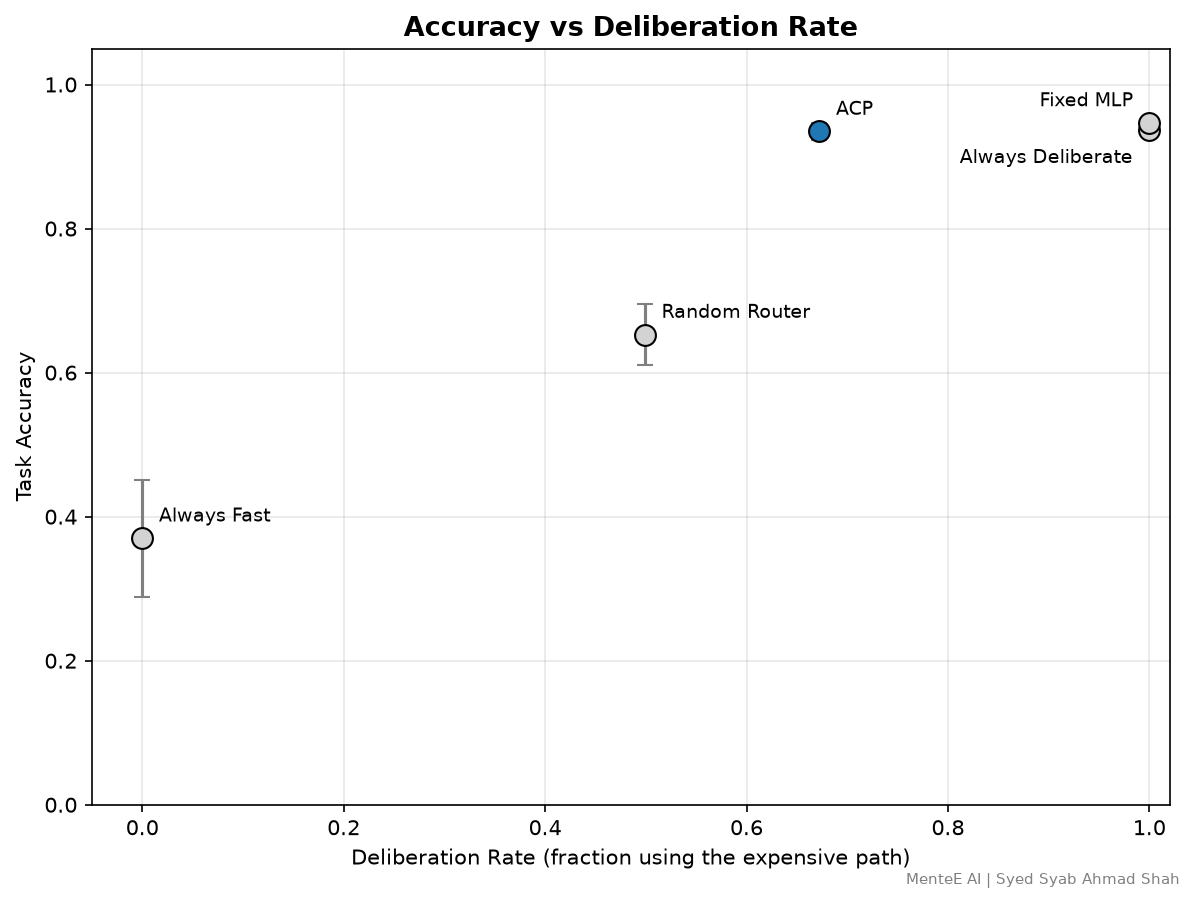 Accuracy vs Deliberation Rate
1.0
0.8
0.6
0.4
0.2
0.0
Task Accuracy
ACP
Fixed MLP
Always Deliberate
Random Router
Always Fast
0.0 0.2 0.4 0.6 0.8 1.0
Deliberation Rate (fraction using the expensive path)
MenteE AI | Syed Syab Ahmad Shah